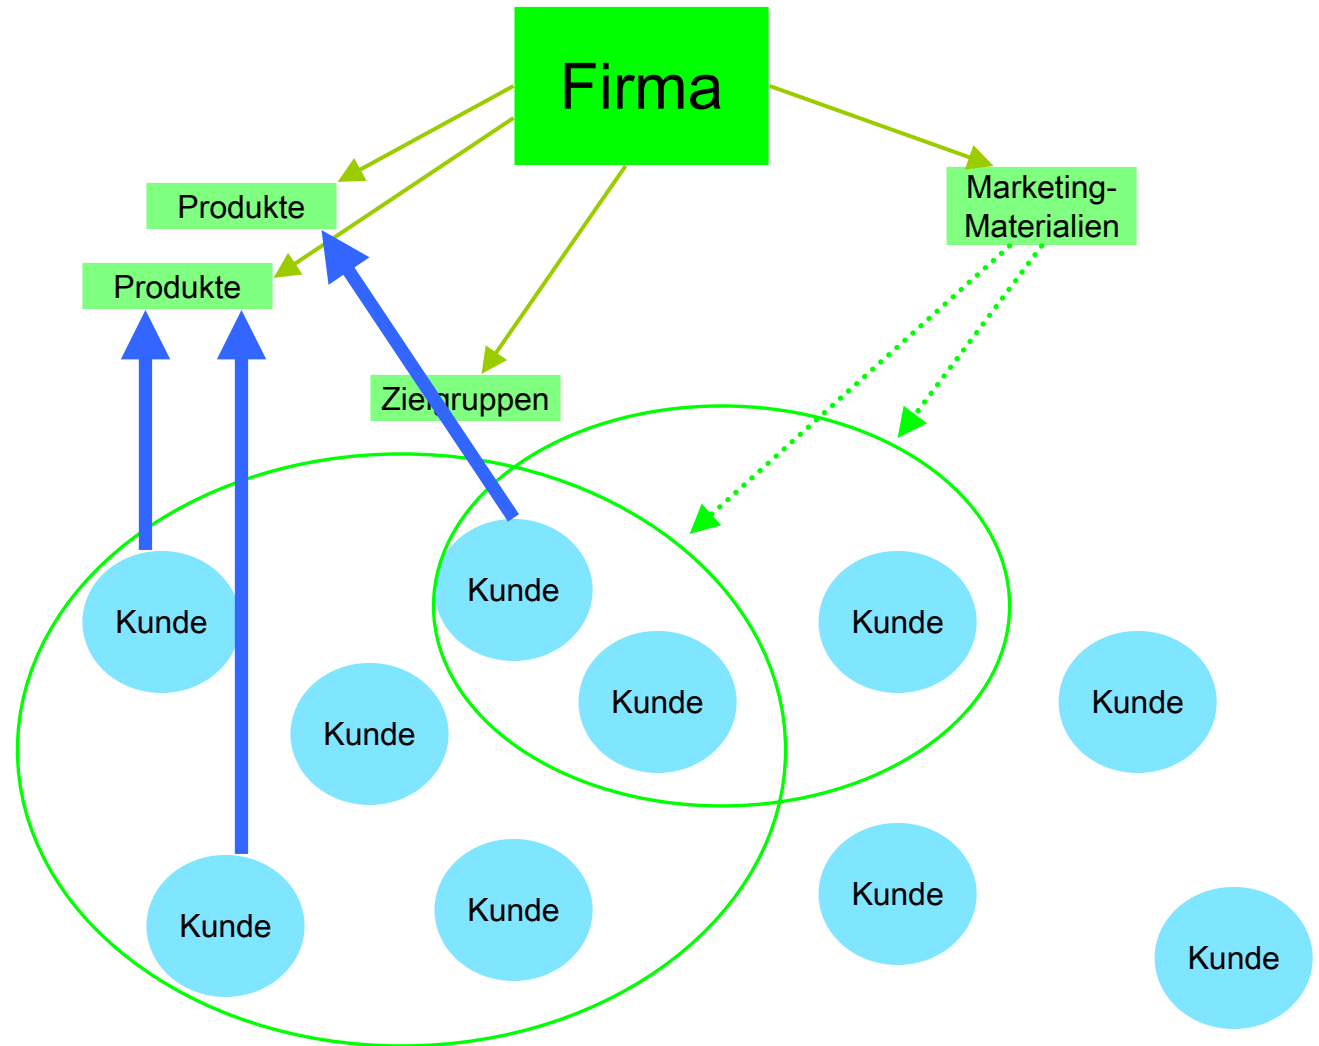 Firma
Produkte
Marketing-
Materialien
Produkte
Zielgruppen
Kunde
Kunde
Kunde
Kunde
Kunde
Kunde
Kunde
Kunde
Kunde
Kunde